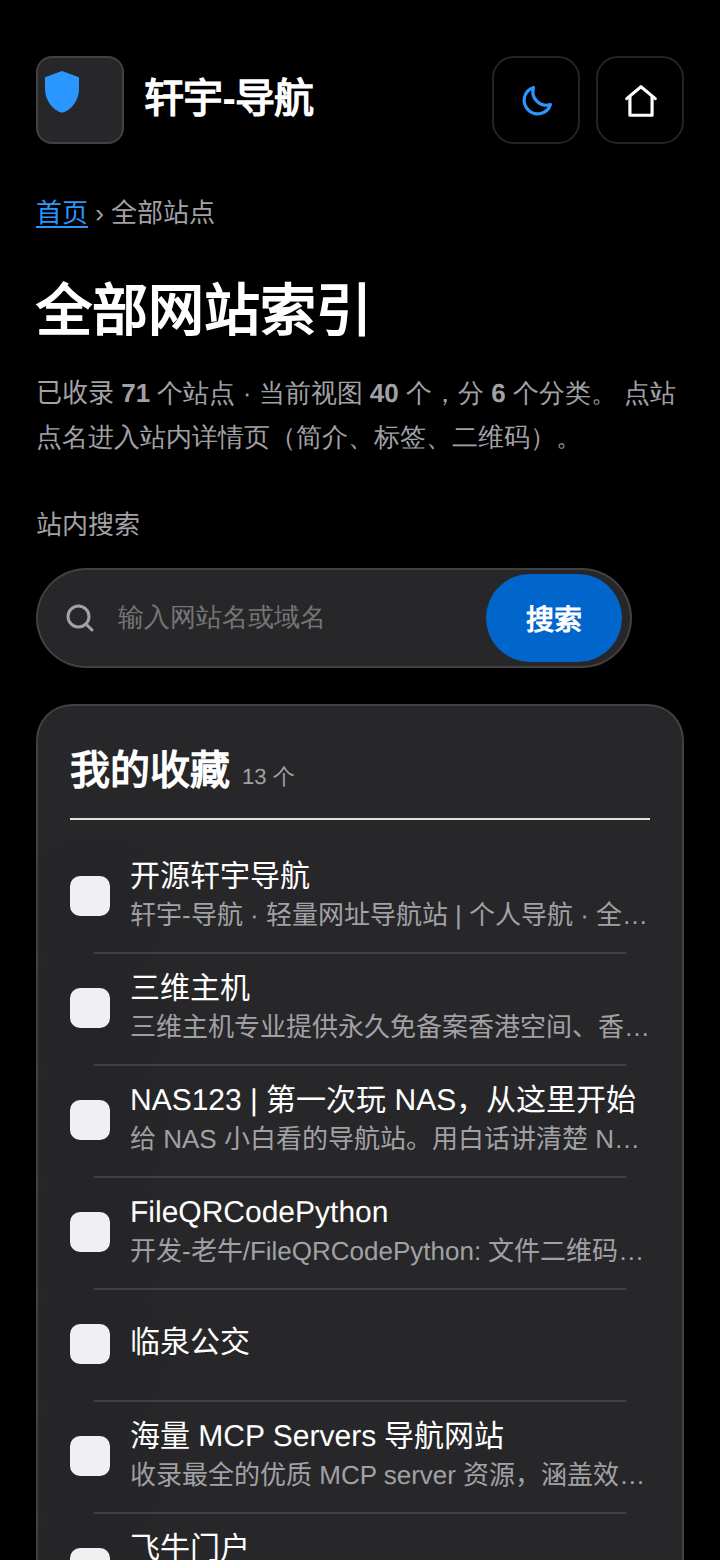 轩宇-导航
首页 › 全部站点
全部网站索引
已收录 71 个站点 · 当前视图 40 个，分 6 个分类。 点站
点名进入站内详情页（简介、标签、二维码）。
站内搜索
输入网站名或域名
搜索
我的收藏 13 个
开源轩宇导航
轩宇-导航 · 轻量网址导航站 | 个人导航 · 全…
三维主机
三维主机专业提供永久免备案香港空间、香…
NAS123 | 第一次玩 NAS，从这里开始
给 NAS 小白看的导航站。用白话讲清楚 N…
FileQRCodePython
开发-老牛/FileQRCodePython: 文件二维码…
临泉公交
海量 MCP Servers 导航网站
收录最全的优质 MCP server 资源，涵盖效…
飞牛门户